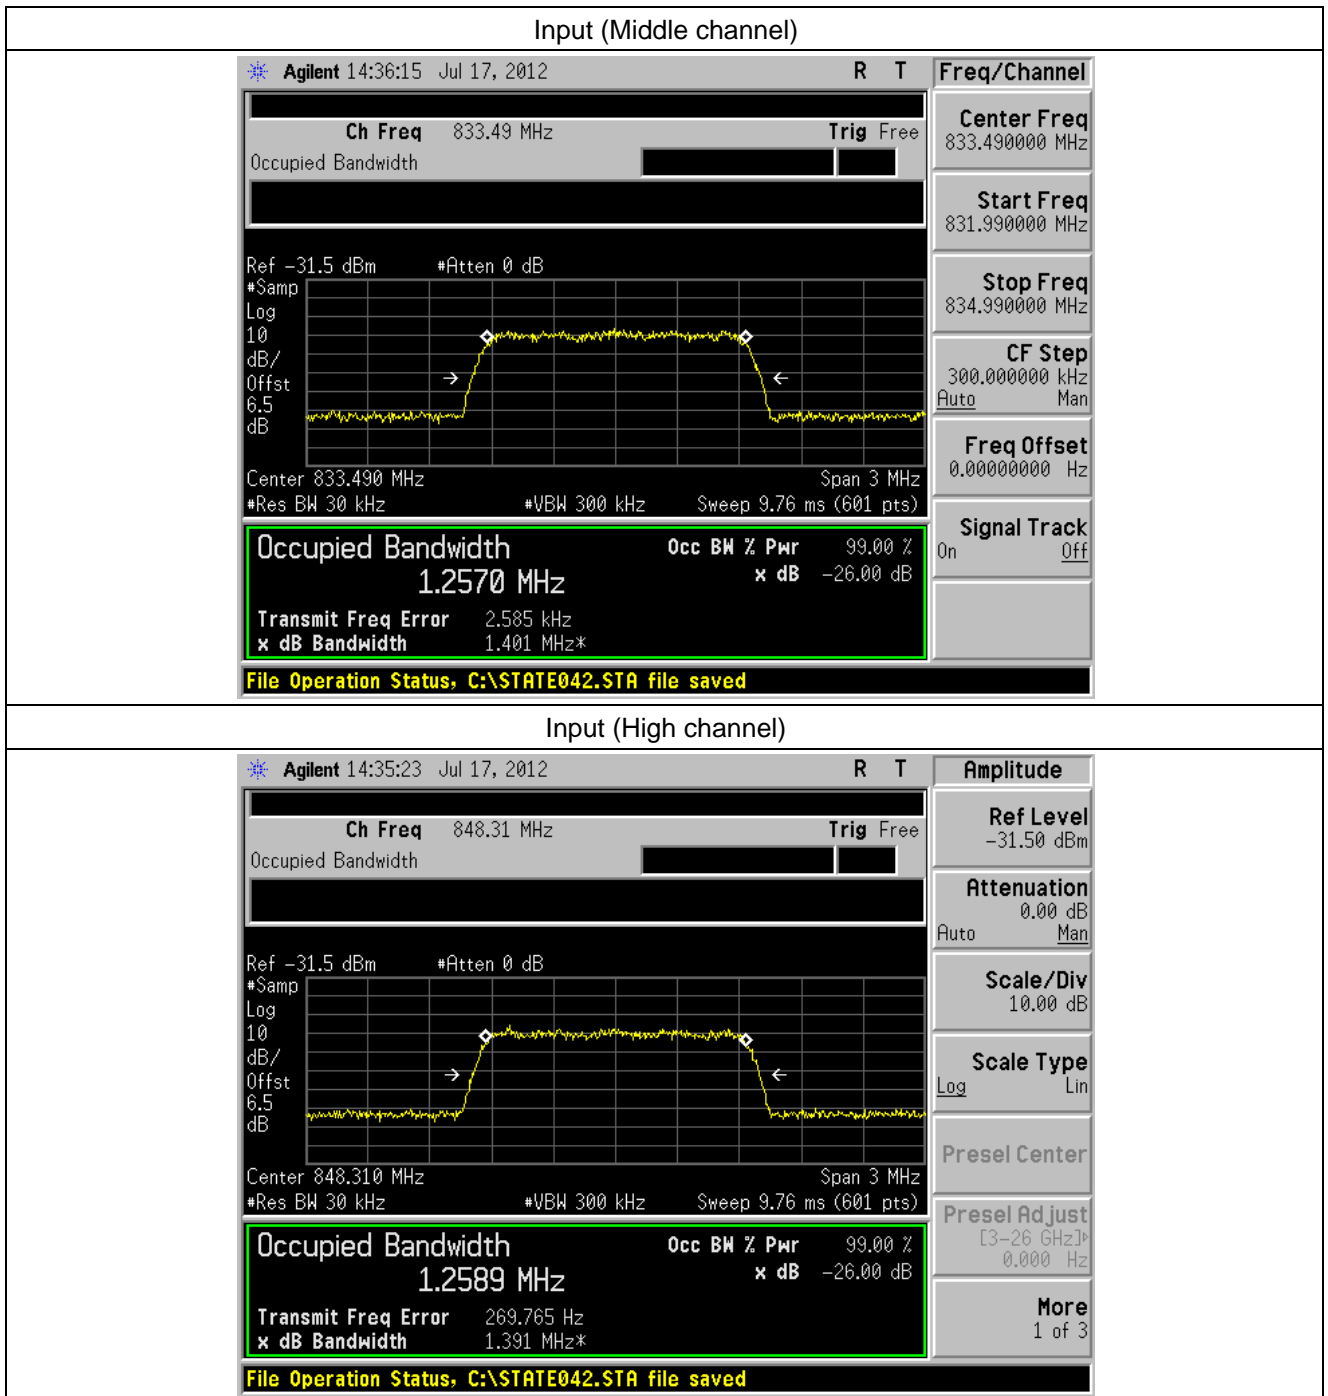 Input (Middle channel)
Agilent 14:36:15 Jul 17, 2012 R T
Freq/Channel
Ch Freq 833.49 MHz Trig Free
Occupied Bandwidth
Center Freq
833.490000 MHz
Start Freq
831.990000 MHz
Stop Freq
834.990000 MHz
CF Step
300.000000 kHz
Auto Man
Freq Offset
0.00000000 Hz
Signal Track
On Off
Ref -31.5 dBm #Atten 0 dB
#Samp
Log
10
dB/
Offst
6.5
dB
Center 833.490 MHz Span 3 MHz
#Res BW 30 kHz #VBW 300 kHz Sweep 9.76 ms (601 pts)
Occupied Bandwidth Occ BW % Pwr 99.00 %
1.2570 MHz x dB -26.00 dB
Transmit Freq Error 2.585 kHz
x dB Bandwidth 1.401 MHz*
File Operation Status, C:\STATE042.STA file saved
Input (High channel)
Agilent 14:35:23 Jul 17, 2012 R T
Amplitude
Ch Freq 848.31 MHz Trig Free
Occupied Bandwidth
Ref Level
-31.50 dBm
Attenuation
0.00 dB
Auto Man
Scale/Div
10.00 dB
Scale Type
Log Lin
Presel Center
Presel Adjust
[3-26 GHz]
0.000 Hz
More
1 of 3
Ref -31.5 dBm #Atten 0 dB
#Samp
Log
10
dB/
Offst
6.5
dB
Center 848.310 MHz Span 3 MHz
#Res BW 30 kHz #VBW 300 kHz Sweep 9.76 ms (601 pts)
Occupied Bandwidth Occ BW % Pwr 99.00 %
1.2589 MHz x dB -26.00 dB
Transmit Freq Error 269.765 Hz
x dB Bandwidth 1.391 MHz*
File Operation Status, C:\STATE042.STA file saved